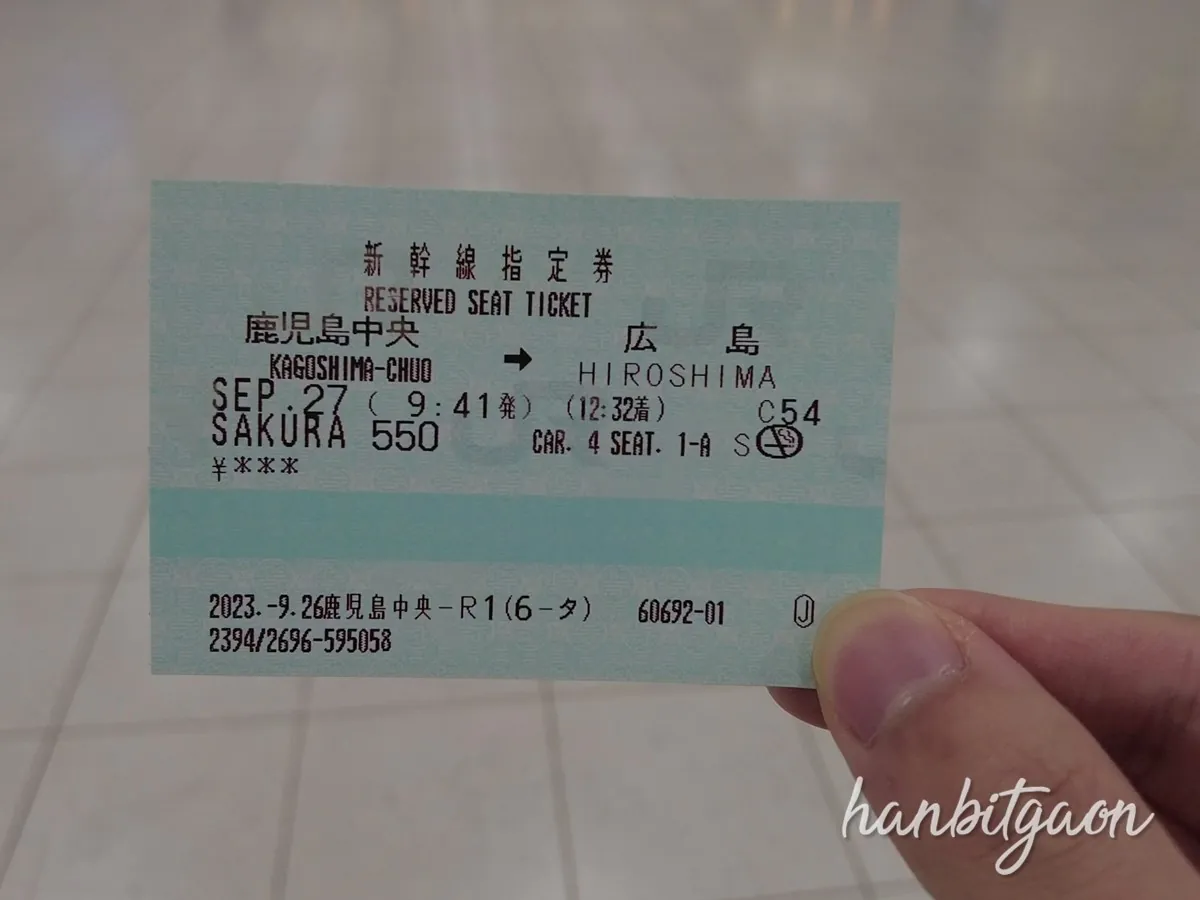 新幹線指定券
RESERVED SEAT TICKET
鹿児島中央 ➡ 広島
KAGOSHIMA-CHUO HIROSHIMA
SEP.27 ( 9:41発) (12:32着) C54
SAKURA 550 CAR. 4 SEAT. 1-A S
¥***
2023.-9.26鹿児島中央-R1(6-タ) 60692-01 Ⓙ
2394/2696-595058
hanbitgaon